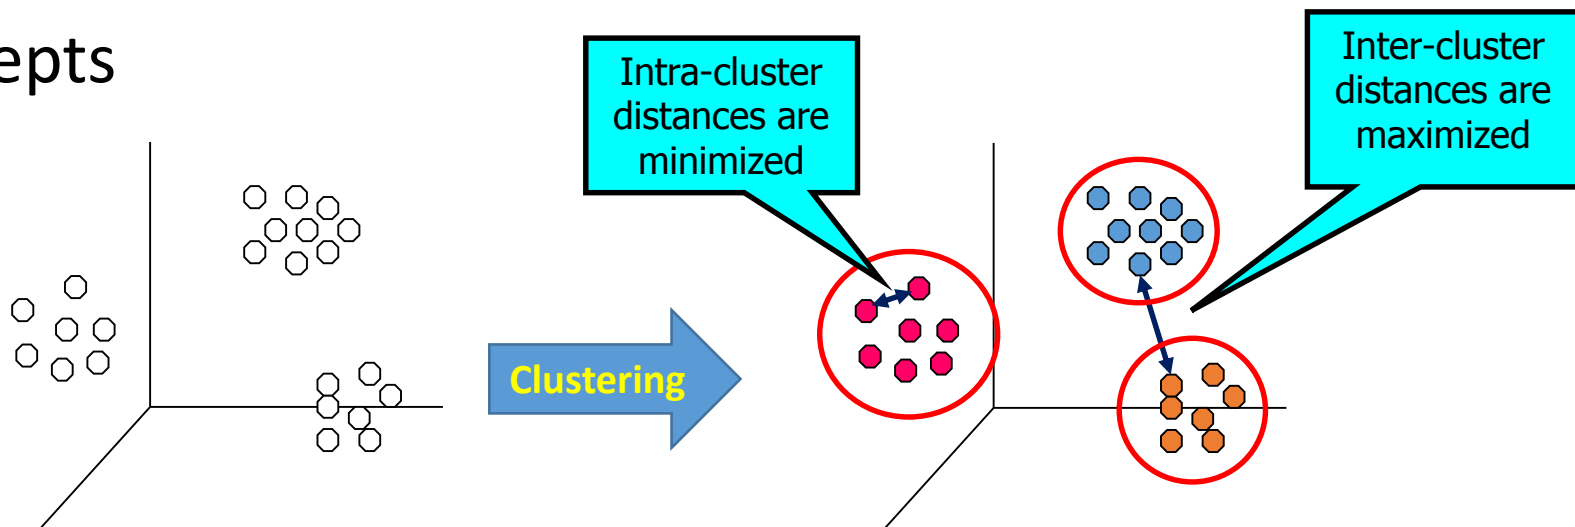 epts
Intra-cluster
distances are
minimized
Inter-cluster
distances are
maximized
Clustering